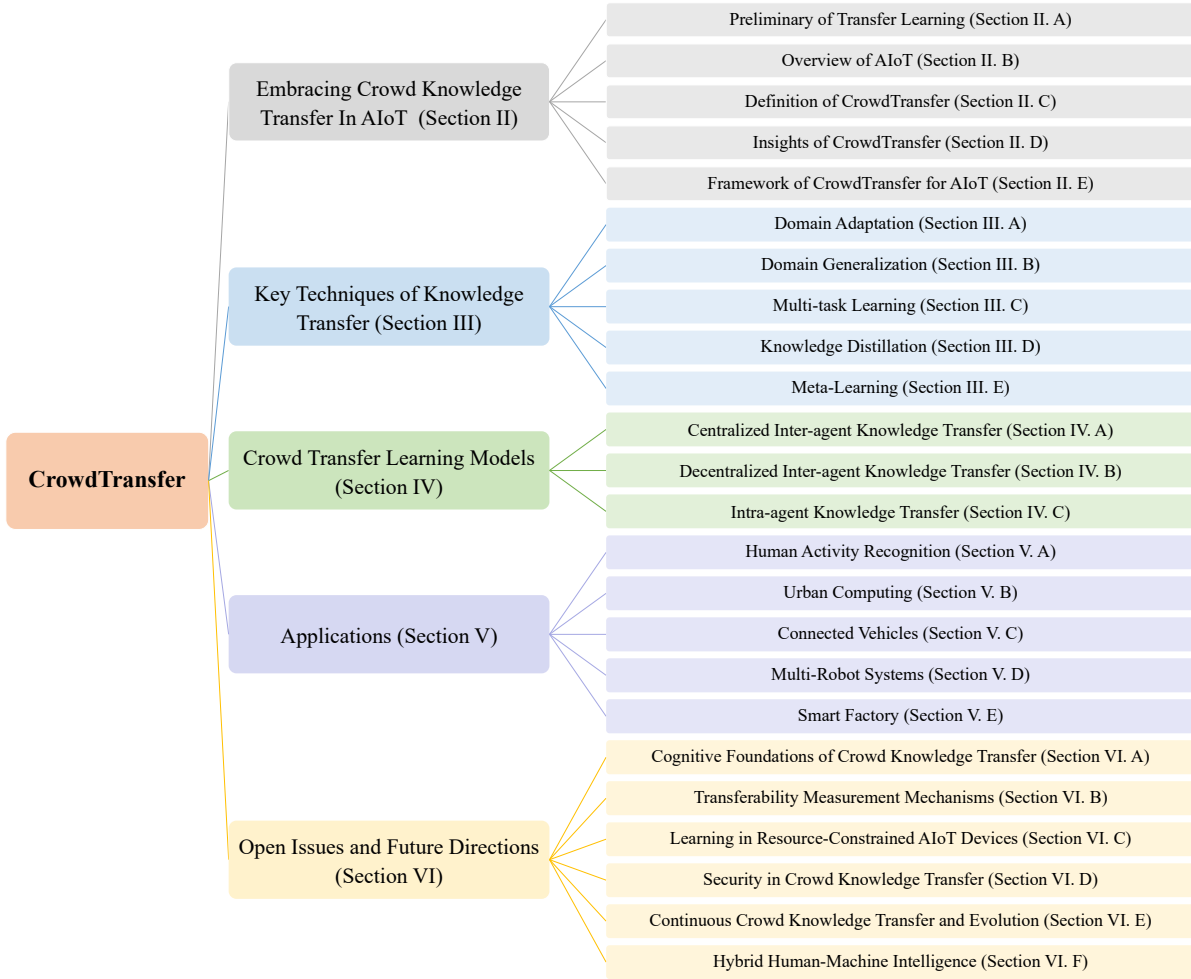 CrowdTransfer
Embracing Crowd Knowledge
Transfer In AIoT (Section II)
Preliminary of Transfer Learning (Section II. A)
Overview of AIoT (Section II. B)
Definition of CrowdTransfer (Section II. C)
Insights of CrowdTransfer (Section II. D)
Framework of CrowdTransfer for AIoT (Section II. E)
Key Techniques of Knowledge
Transfer (Section III)
Domain Adaptation (Section III. A)
Domain Generalization (Section III. B)
Multi-task Learning (Section III. C)
Knowledge Distillation (Section III. D)
Meta-Learning (Section III. E)
Crowd Transfer Learning Models
(Section IV)
Centralized Inter-agent Knowledge Transfer (Section IV. A)
Decentralized Inter-agent Knowledge Transfer (Section IV. B)
Intra-agent Knowledge Transfer (Section IV. C)
Applications (Section V)
Human Activity Recognition (Section V. A)
Urban Computing (Section V. B)
Connected Vehicles (Section V. C)
Multi-Robot Systems (Section V. D)
Smart Factory (Section V. E)
Open Issues and Future Directions
(Section VI)
Cognitive Foundations of Crowd Knowledge Transfer (Section VI. A)
Transferability Measurement Mechanisms (Section VI. B)
Learning in Resource-Constrained AIoT Devices (Section VI. C)
Security in Crowd Knowledge Transfer (Section VI. D)
Continuous Crowd Knowledge Transfer and Evolution (Section VI. E)
Hybrid Human-Machine Intelligence (Section VI. F)